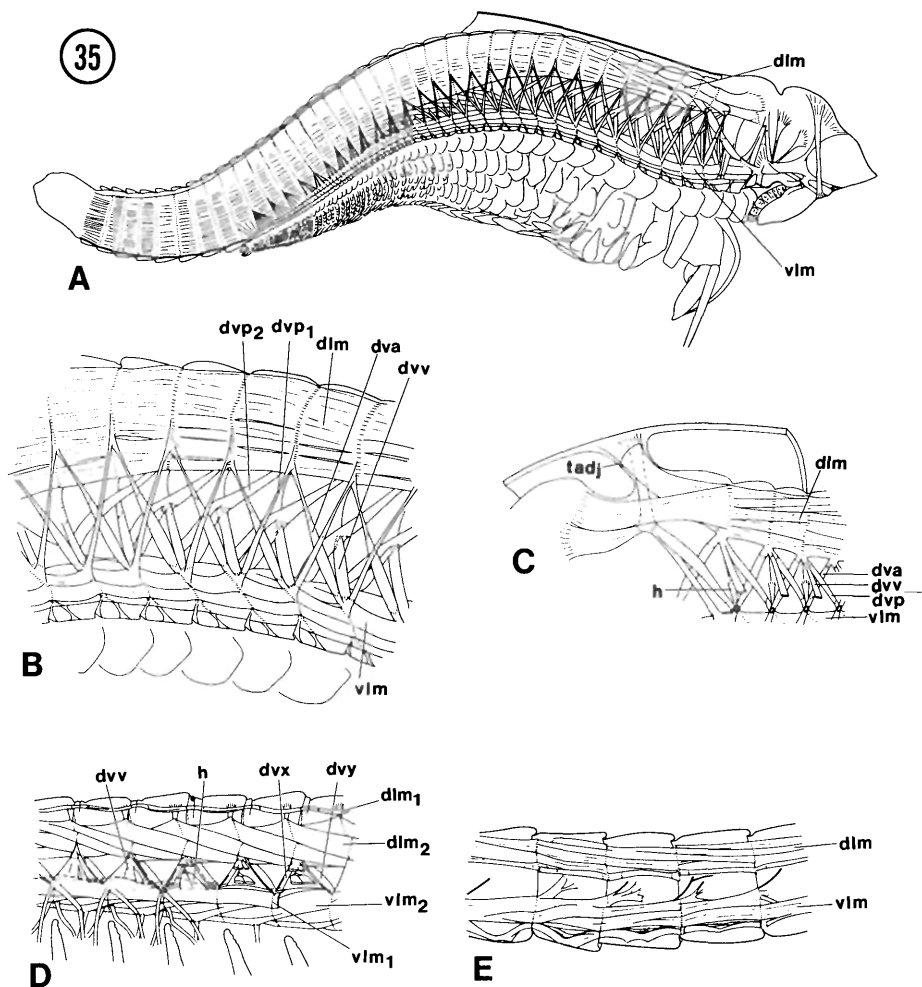 35
dlm
A
vlm
dvp2 dvp1 dlm dva dvv
B
vlm
tadj
dlm
C
h
dva
dvv
dvp
vlm
dvv h dvx dvy
dlm1
dlm2
vlm2
vlm1
D
dlm
vlm
E